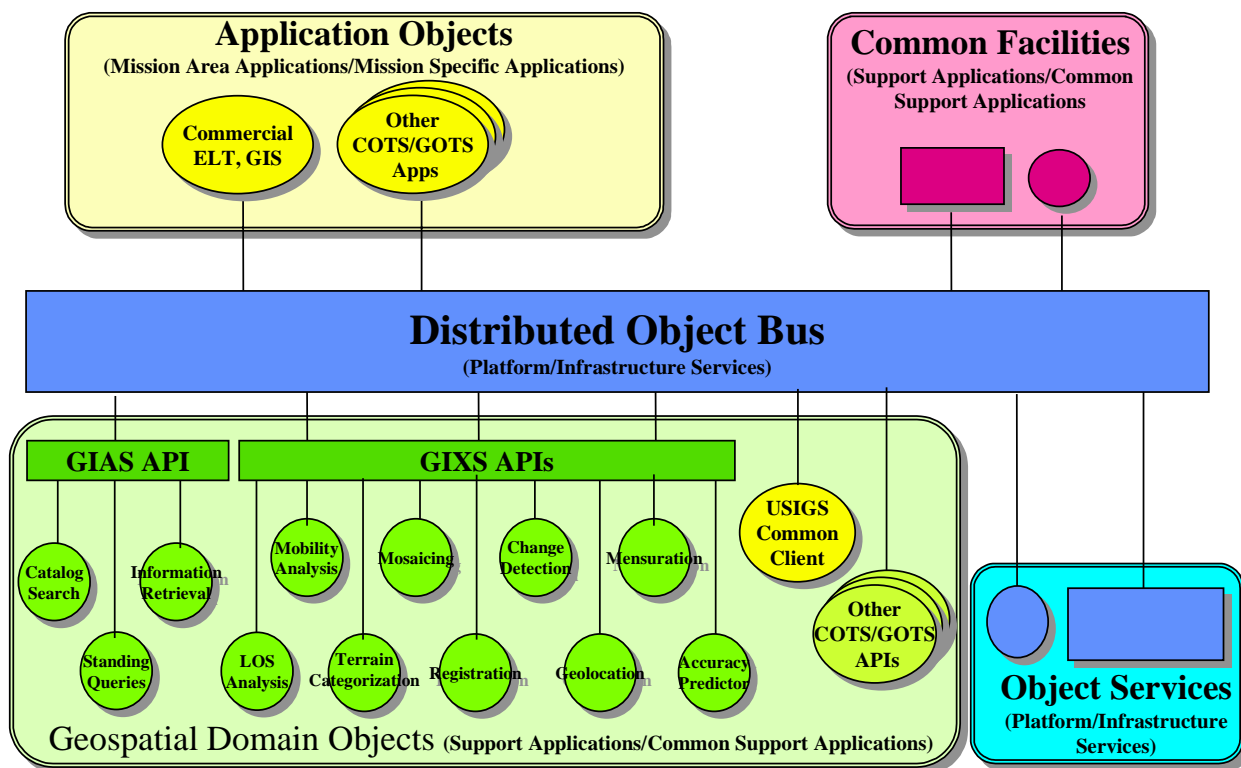 Application Objects
(Mission Area Applications/Mission Specific Applications)
Commercial
ELT, GIS
Other
COTS/GOTS
Apps
Common Facilities
(Support Applications/Common
Support Applications
Distributed Object Bus
(Platform/Infrastructure Services)
GIAS API
GIXS APIs
Catalog
Search
Information
Retrieval
Standing
Queries
Mobility
Analysis
Mosaicing
Change
Detection
Mensuration
LOS
Analysis
Terrain
Categorization
Registration
Geolocation
Accuracy
Predictor
USIGS
Common
Client
Other
COTS/GOTS
APIs
Geospatial Domain Objects (Support Applications/Common Support Applications)
Object Services
(Platform/Infrastructure
Services)